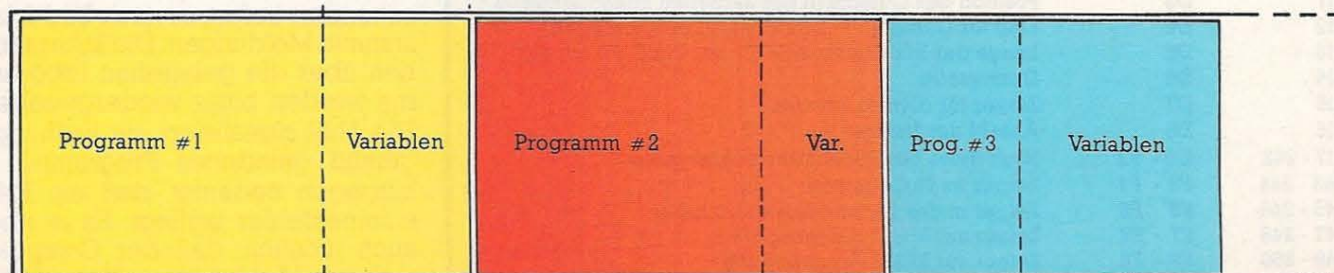 Programm #1
Variablen
Programm #2
Var.
Prog. #3
Variablen